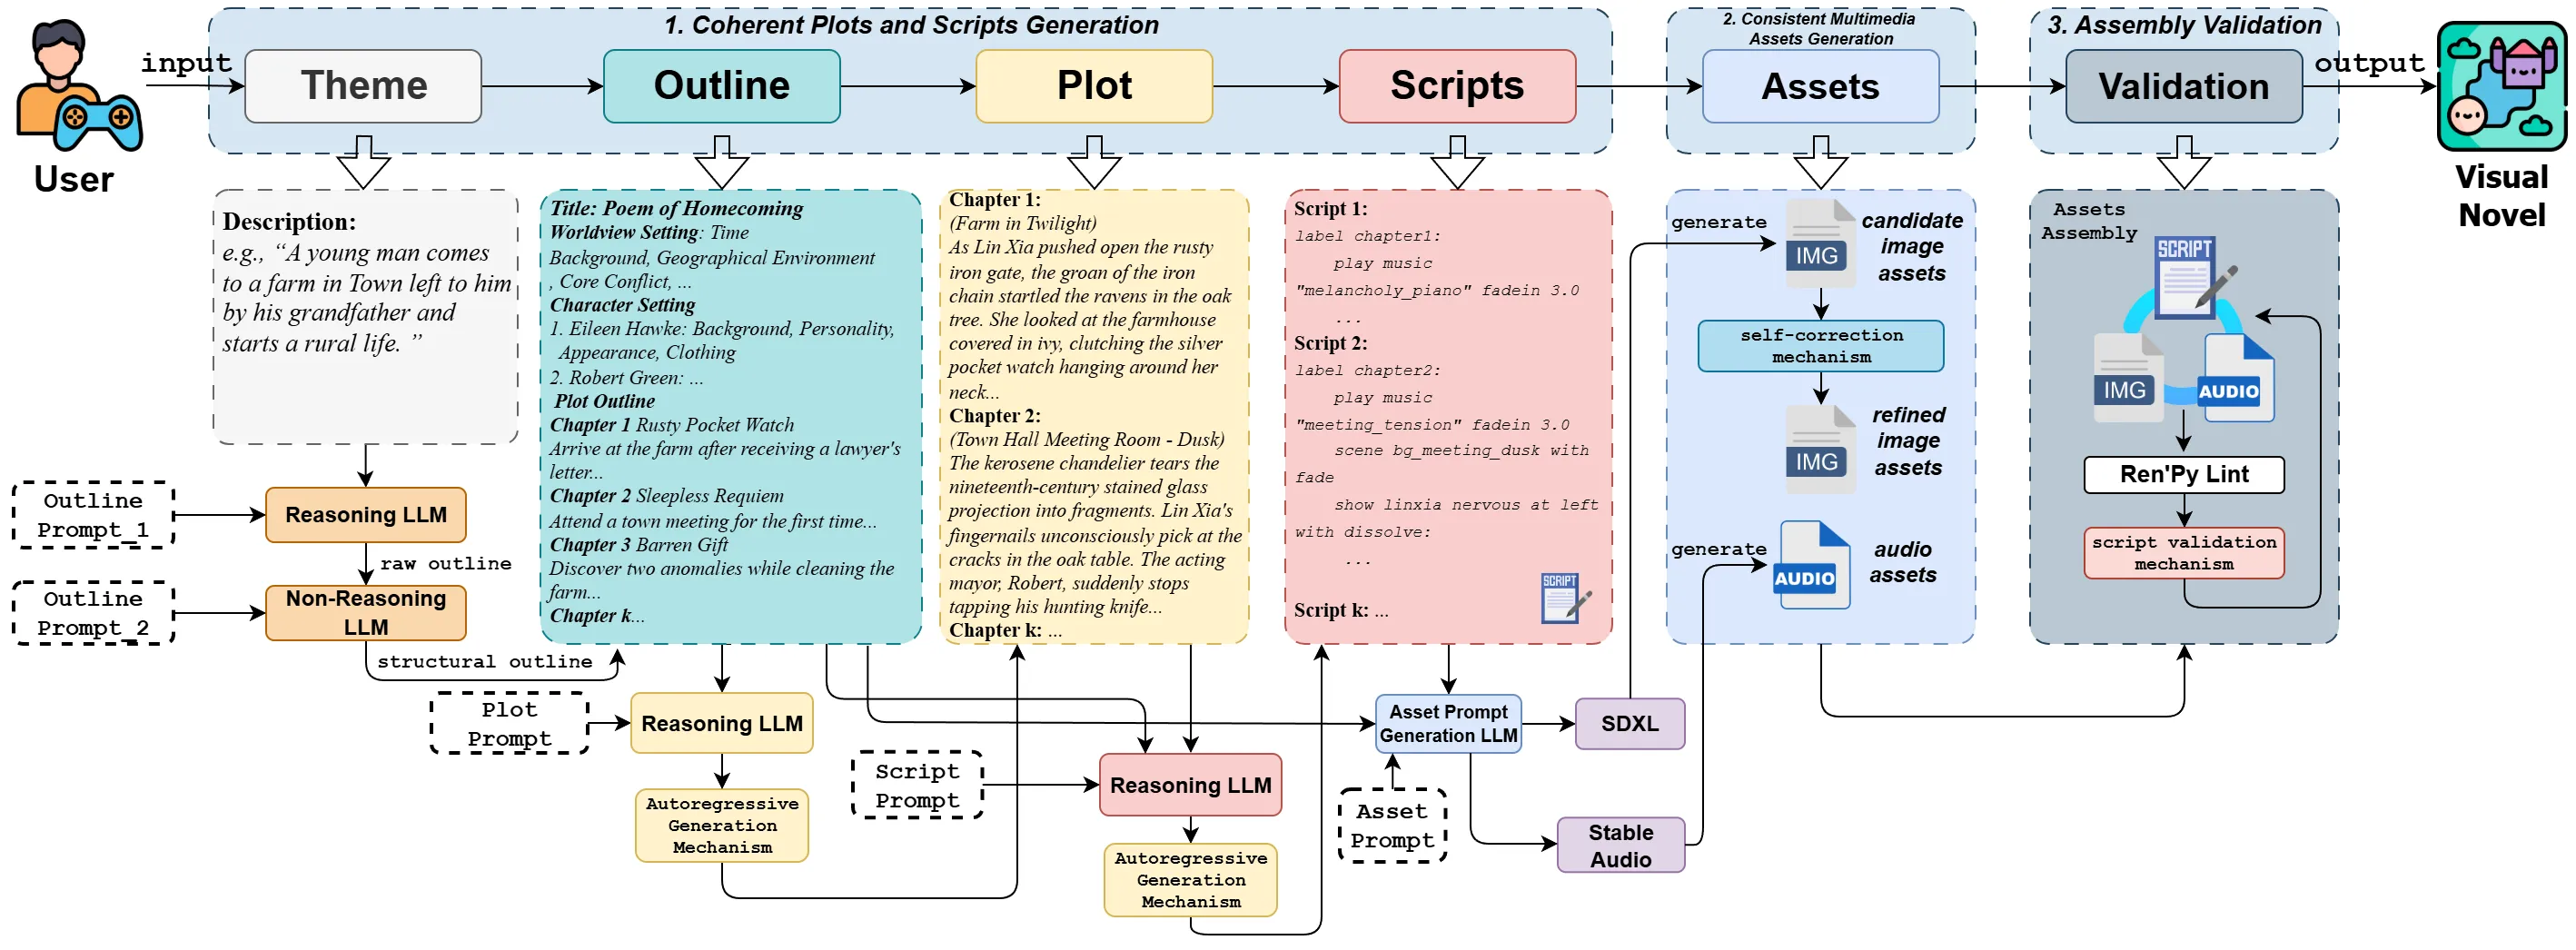 1. Coherent Plots and Scripts Generation
2. Consistent Multimedia
Assets Generation
3. Assembly Validation
input
Theme
Outline
Plot
Scripts
Assets
Validation
output
User
Visual
Novel
Description:
e.g., “A young man comes
to a farm in Town left to him
by his grandfather and
starts a rural life. ”
Outline
Prompt_1
Reasoning LLM
raw outline
Outline
Prompt_2
Non-Reasoning
LLM
structural outline
Title: Poem of Homecoming
Worldview Setting: Time
Background, Geographical Environment
, Core Conflict, ...
Character Setting
1. Eileen Hawke: Background, Personality,
Appearance, Clothing
2. Robert Green: ...
Plot Outline
Chapter 1 Rusty Pocket Watch
Arrive at the farm after receiving a lawyer's
letter...
Chapter 2 Sleepless Requiem
Attend a town meeting for the first time...
Chapter 3 Barren Gift
Discover two anomalies while cleaning the
farm...
Chapter k...
Plot
Prompt
Reasoning LLM
Autoregressive
Generation
Mechanism
Chapter 1:
(Farm in Twilight)
As Lin Xia pushed open the rusty
iron gate, the groan of the iron
chain startled the ravens in the oak
tree. She looked at the farmhouse
covered in ivy, clutching the silver
pocket watch hanging around her
neck...
Chapter 2:
(Town Hall Meeting Room - Dusk)
The kerosene chandelier tears the
nineteenth-century stained glass
projection into fragments. Lin Xia's
fingernails unconsciously pick at the
cracks in the oak table. The acting
mayor, Robert, suddenly stops
tapping his hunting knife...
Chapter k: ...
Script
Prompt
Reasoning LLM
Autoregressive
Generation
Mechanism
Script 1:
label chapter1:
play music
"melancholy_piano" fadein 3.0
...
Script 2:
label chapter2:
play music
"meeting_tension" fadein 3.0
scene bg_meeting_dusk with
fade
show linxia nervous at left
with dissolve:
...
Script k: ...
SCRIPT
Asset Prompt
Generation LLM
Asset
Prompt
SDXL
Stable
Audio
generate
IMG
candidate
image
assets
self-correction
mechanism
IMG
refined
image
assets
generate
AUDIO
audio
assets
Assets
Assembly
SCRIPT
IMG
AUDIO
Ren'Py Lint
script validation
mechanism